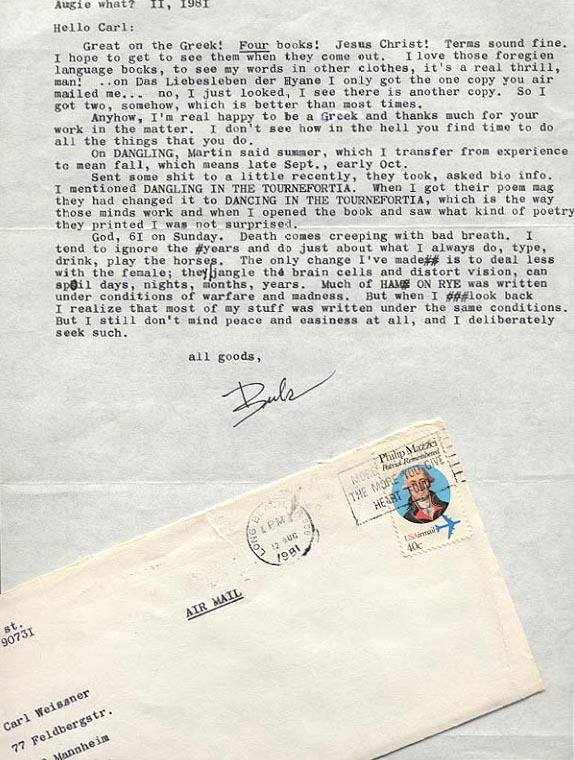 Augie what?  II, 1981
Hello Carl:
Great on the Greek!  Four books!  Jesus Christ!  Terms sound fine.
I hope to get to see them when they come out.  I love those foregien
language books, to see my words in other clothes, it's a real thrill,
man!  ..on Das Liebesleben der Hyane I only got the one copy you air
mailed me... no, I just looked, I see there is another copy.  So I
got two, somehow, which is better than most times.
Anyhow, I'm real happy to be a Greek and thanks much for your
work in the matter.  I don't see how in the hell you find time to do
all the things that you do.
On DANGLING, Martin said summer, which I transfer from experience
to mean fall, which means late Sept., early Oct.
Sent some shit to a little recently, they took, asked bio info.
I mentioned DANGLING IN THE TOURNEFORTIA.  When I got their poem mag
they had changed it to DANCING IN THE TOURNEFORTIA, which is the way
those minds work and when I opened the book and saw what kind of poetry
they printed I was not surprised.
God, 6I on Sunday.  Death comes creeping with bad breath.  I
tend to ignore the #years and do just about what I always do, type,
drink, play the horses.  The only change I've made## is to deal less
with the female; they jangle the brain cells and distort vision, can
spoil days, nights, months, years.  Much of HAM# ON RYE was written
under conditions of warfare and madness.  But when I ###look back
I realize that most of my stuff was written under the same conditions.
But I still don't mind peace and easiness at all, and I deliberately
seek such.
all goods,
Buk
Philip Mazzei
Patriot Remembered
USAirmail
40c
MORE
THE MORE YOU GIVE
HEART FUND
LONG BEACH
PM
12 AUG
1981
AIR MAIL
st.
9073I
Carl Weissner
77 Feldbergstr.
Mannheim